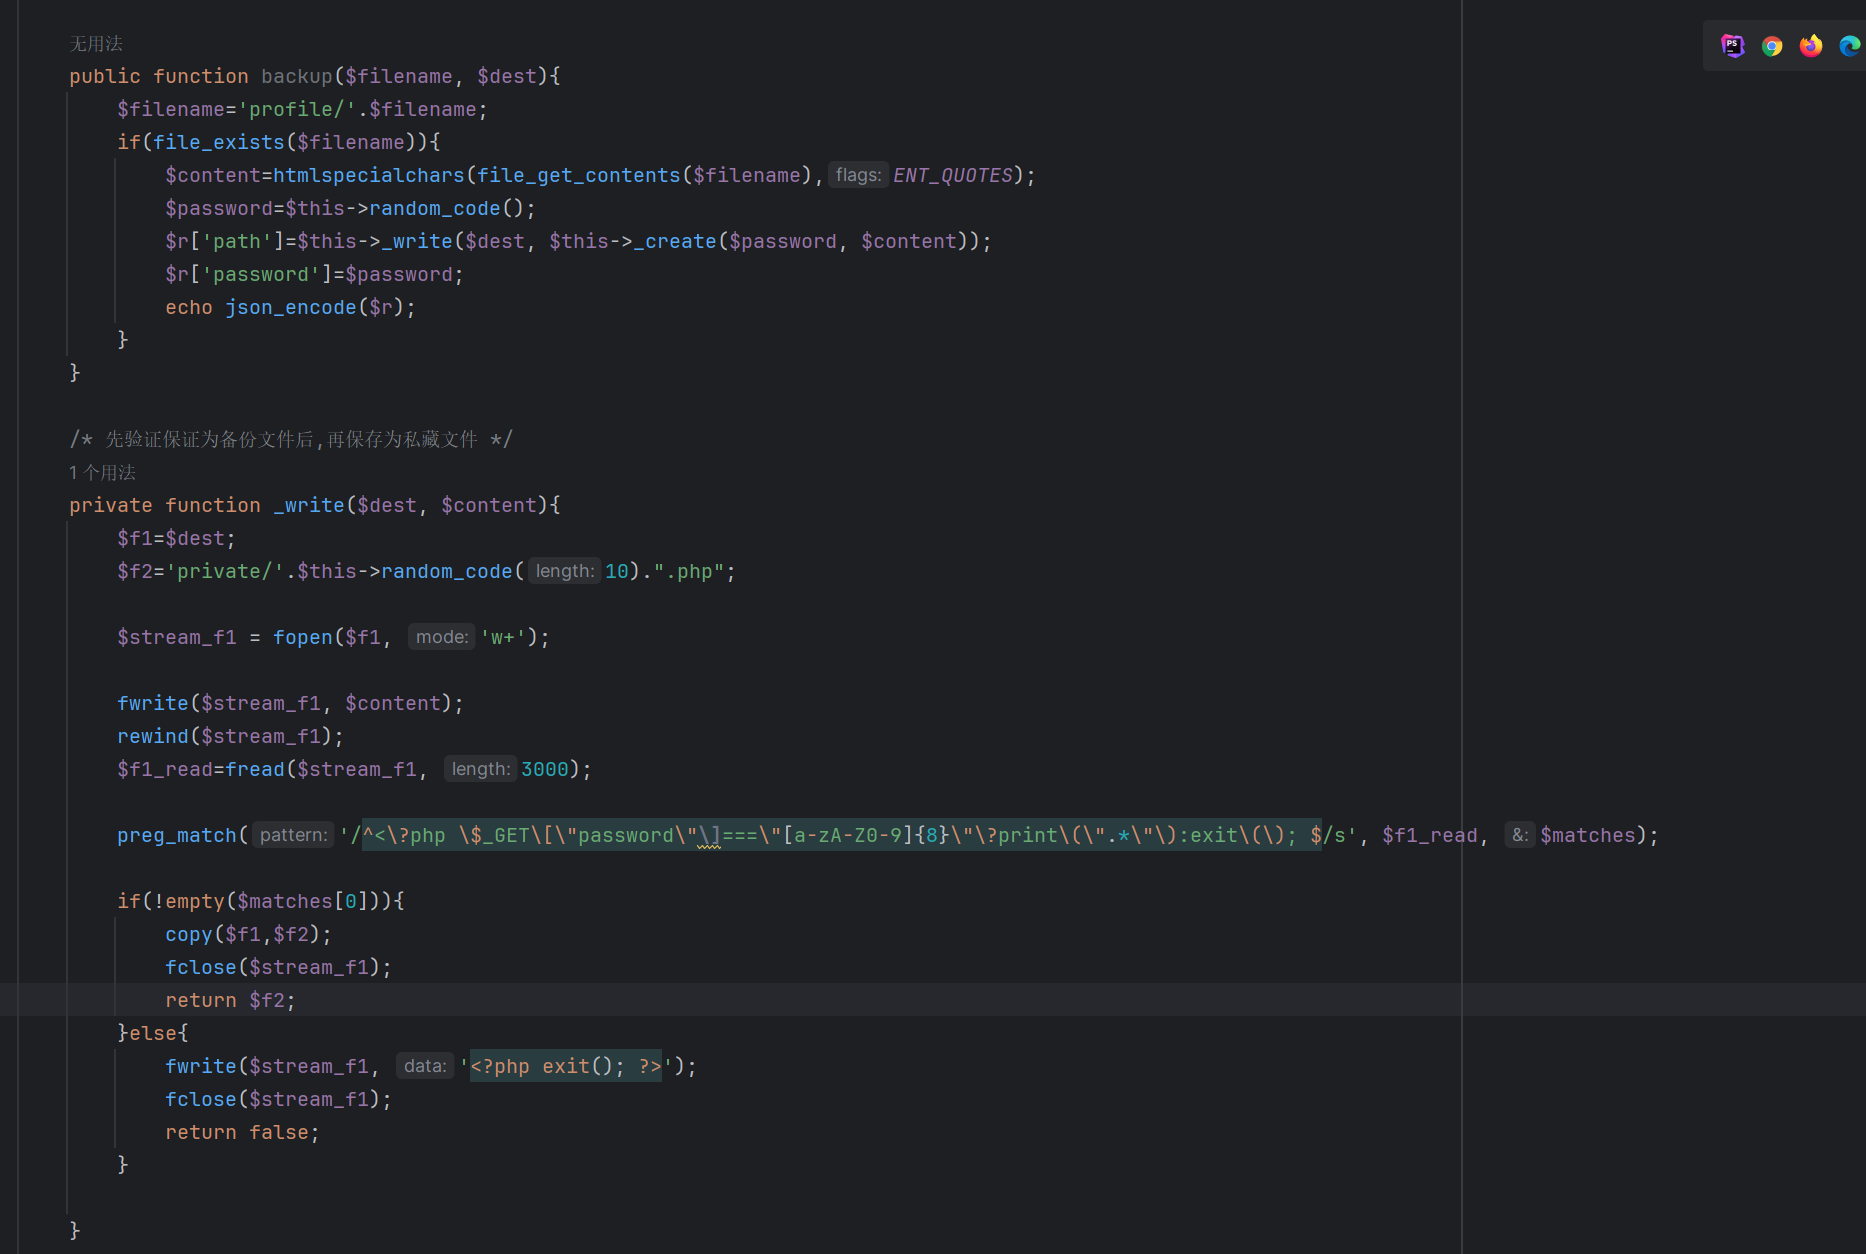 无用法
public function backup($filename, $dest){
    $filename='profile/'.$filename;
    if(file_exists($filename)){
        $content=htmlspecialchars(file_get_contents($filename), flags: ENT_QUOTES);
        $password=$this->random_code();
        $r['path']=$this->_write($dest, $this->_create($password, $content));
        $r['password']=$password;
        echo json_encode($r);
    }
}
/* 先验证保证为备份文件后,再保存为私藏文件 */
1 个用法
private function _write($dest, $content){
    $f1=$dest;
    $f2='private/'.$this->random_code( length: 10).".php";
    $stream_f1 = fopen($f1, mode: 'w+');
    fwrite($stream_f1, $content);
    rewind($stream_f1);
    $f1_read=fread($stream_f1, length: 3000);
    preg_match( pattern: '/^<\?php \$_GET\[\"password\"\]===\"[a-zA-Z0-9]{8}\"\?print\(\".*\"\):exit\(\); $/s', $f1_read, &: $matches);
    if(!empty($matches[0])){
        copy($f1,$f2);
        fclose($stream_f1);
        return $f2;
    }else{
        fwrite($stream_f1, data: '<?php exit(); ?>');
        fclose($stream_f1);
        return false;
    }
}
PS